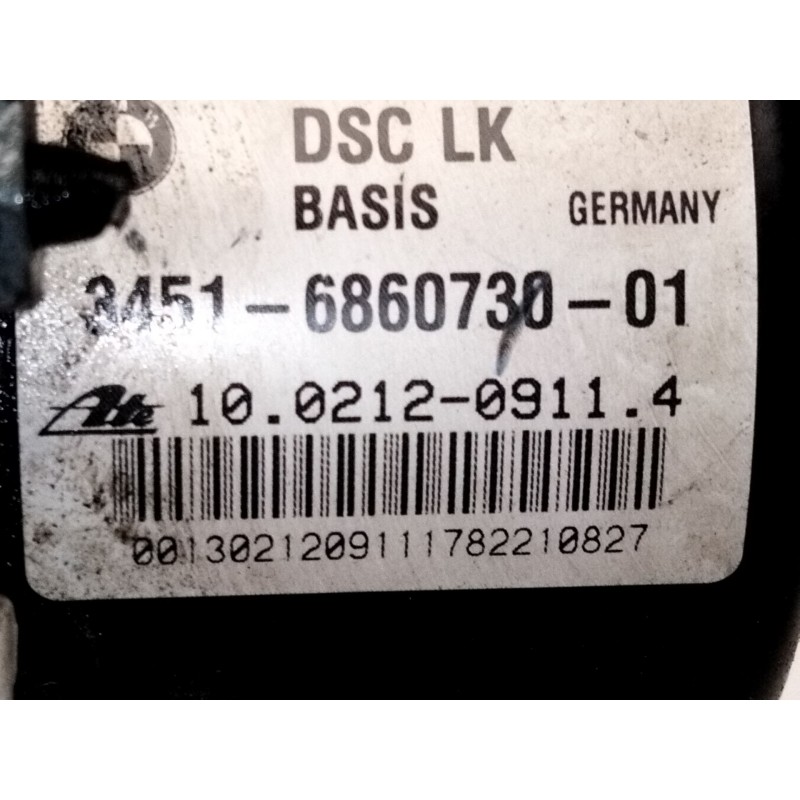 DSC LK
BASIS GERMANY
3451-6860730-01
Ate 10.0212-0911.4
0013021209111782210827